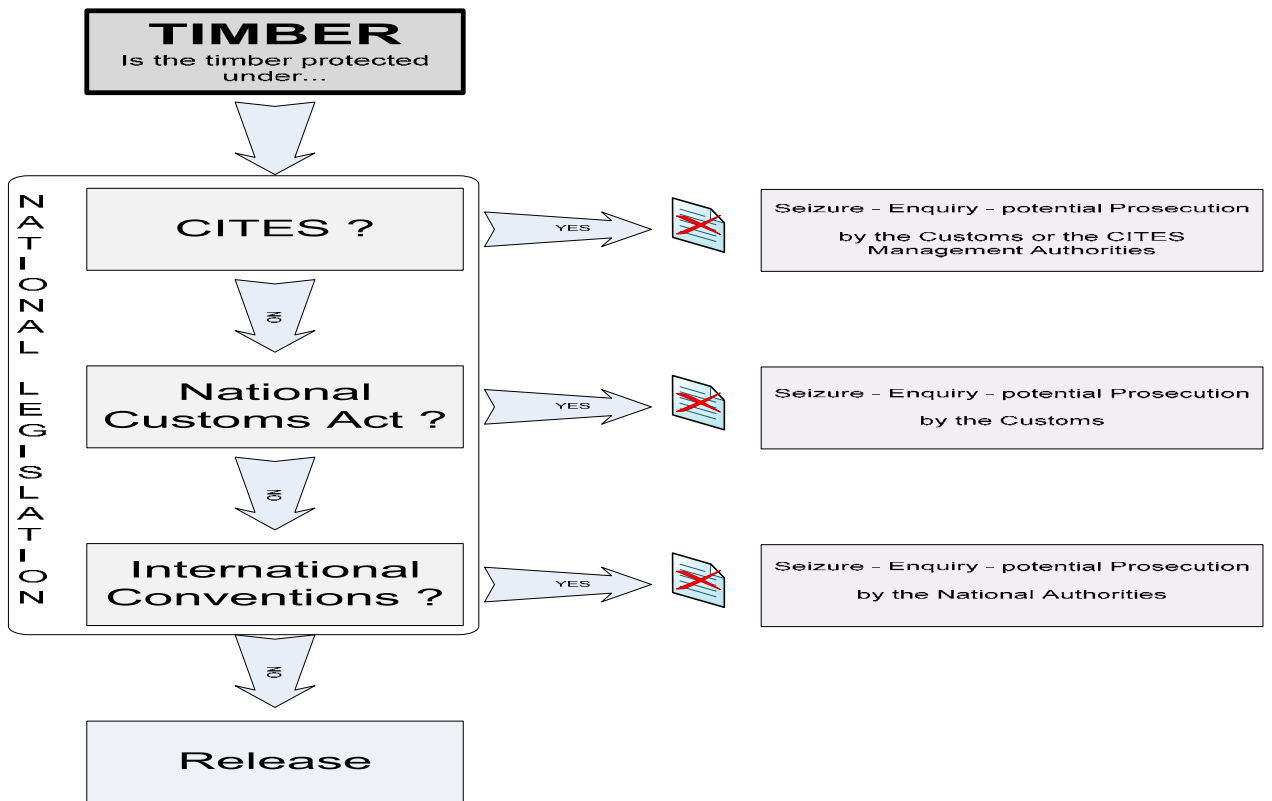 TIMBER
Is the timber protected
under...
NATIONAL LEGISLATION
CITES ?
YES
Seizure - Enquiry - potential Prosecution
by the Customs or the CITES
Management Authorities
NO
National
Customs Act ?
YES
Seizure - Enquiry - potential Prosecution
by the Customs
NO
International
Conventions ?
YES
Seizure - Enquiry - potential Prosecution
by the National Authorities
NO
Release